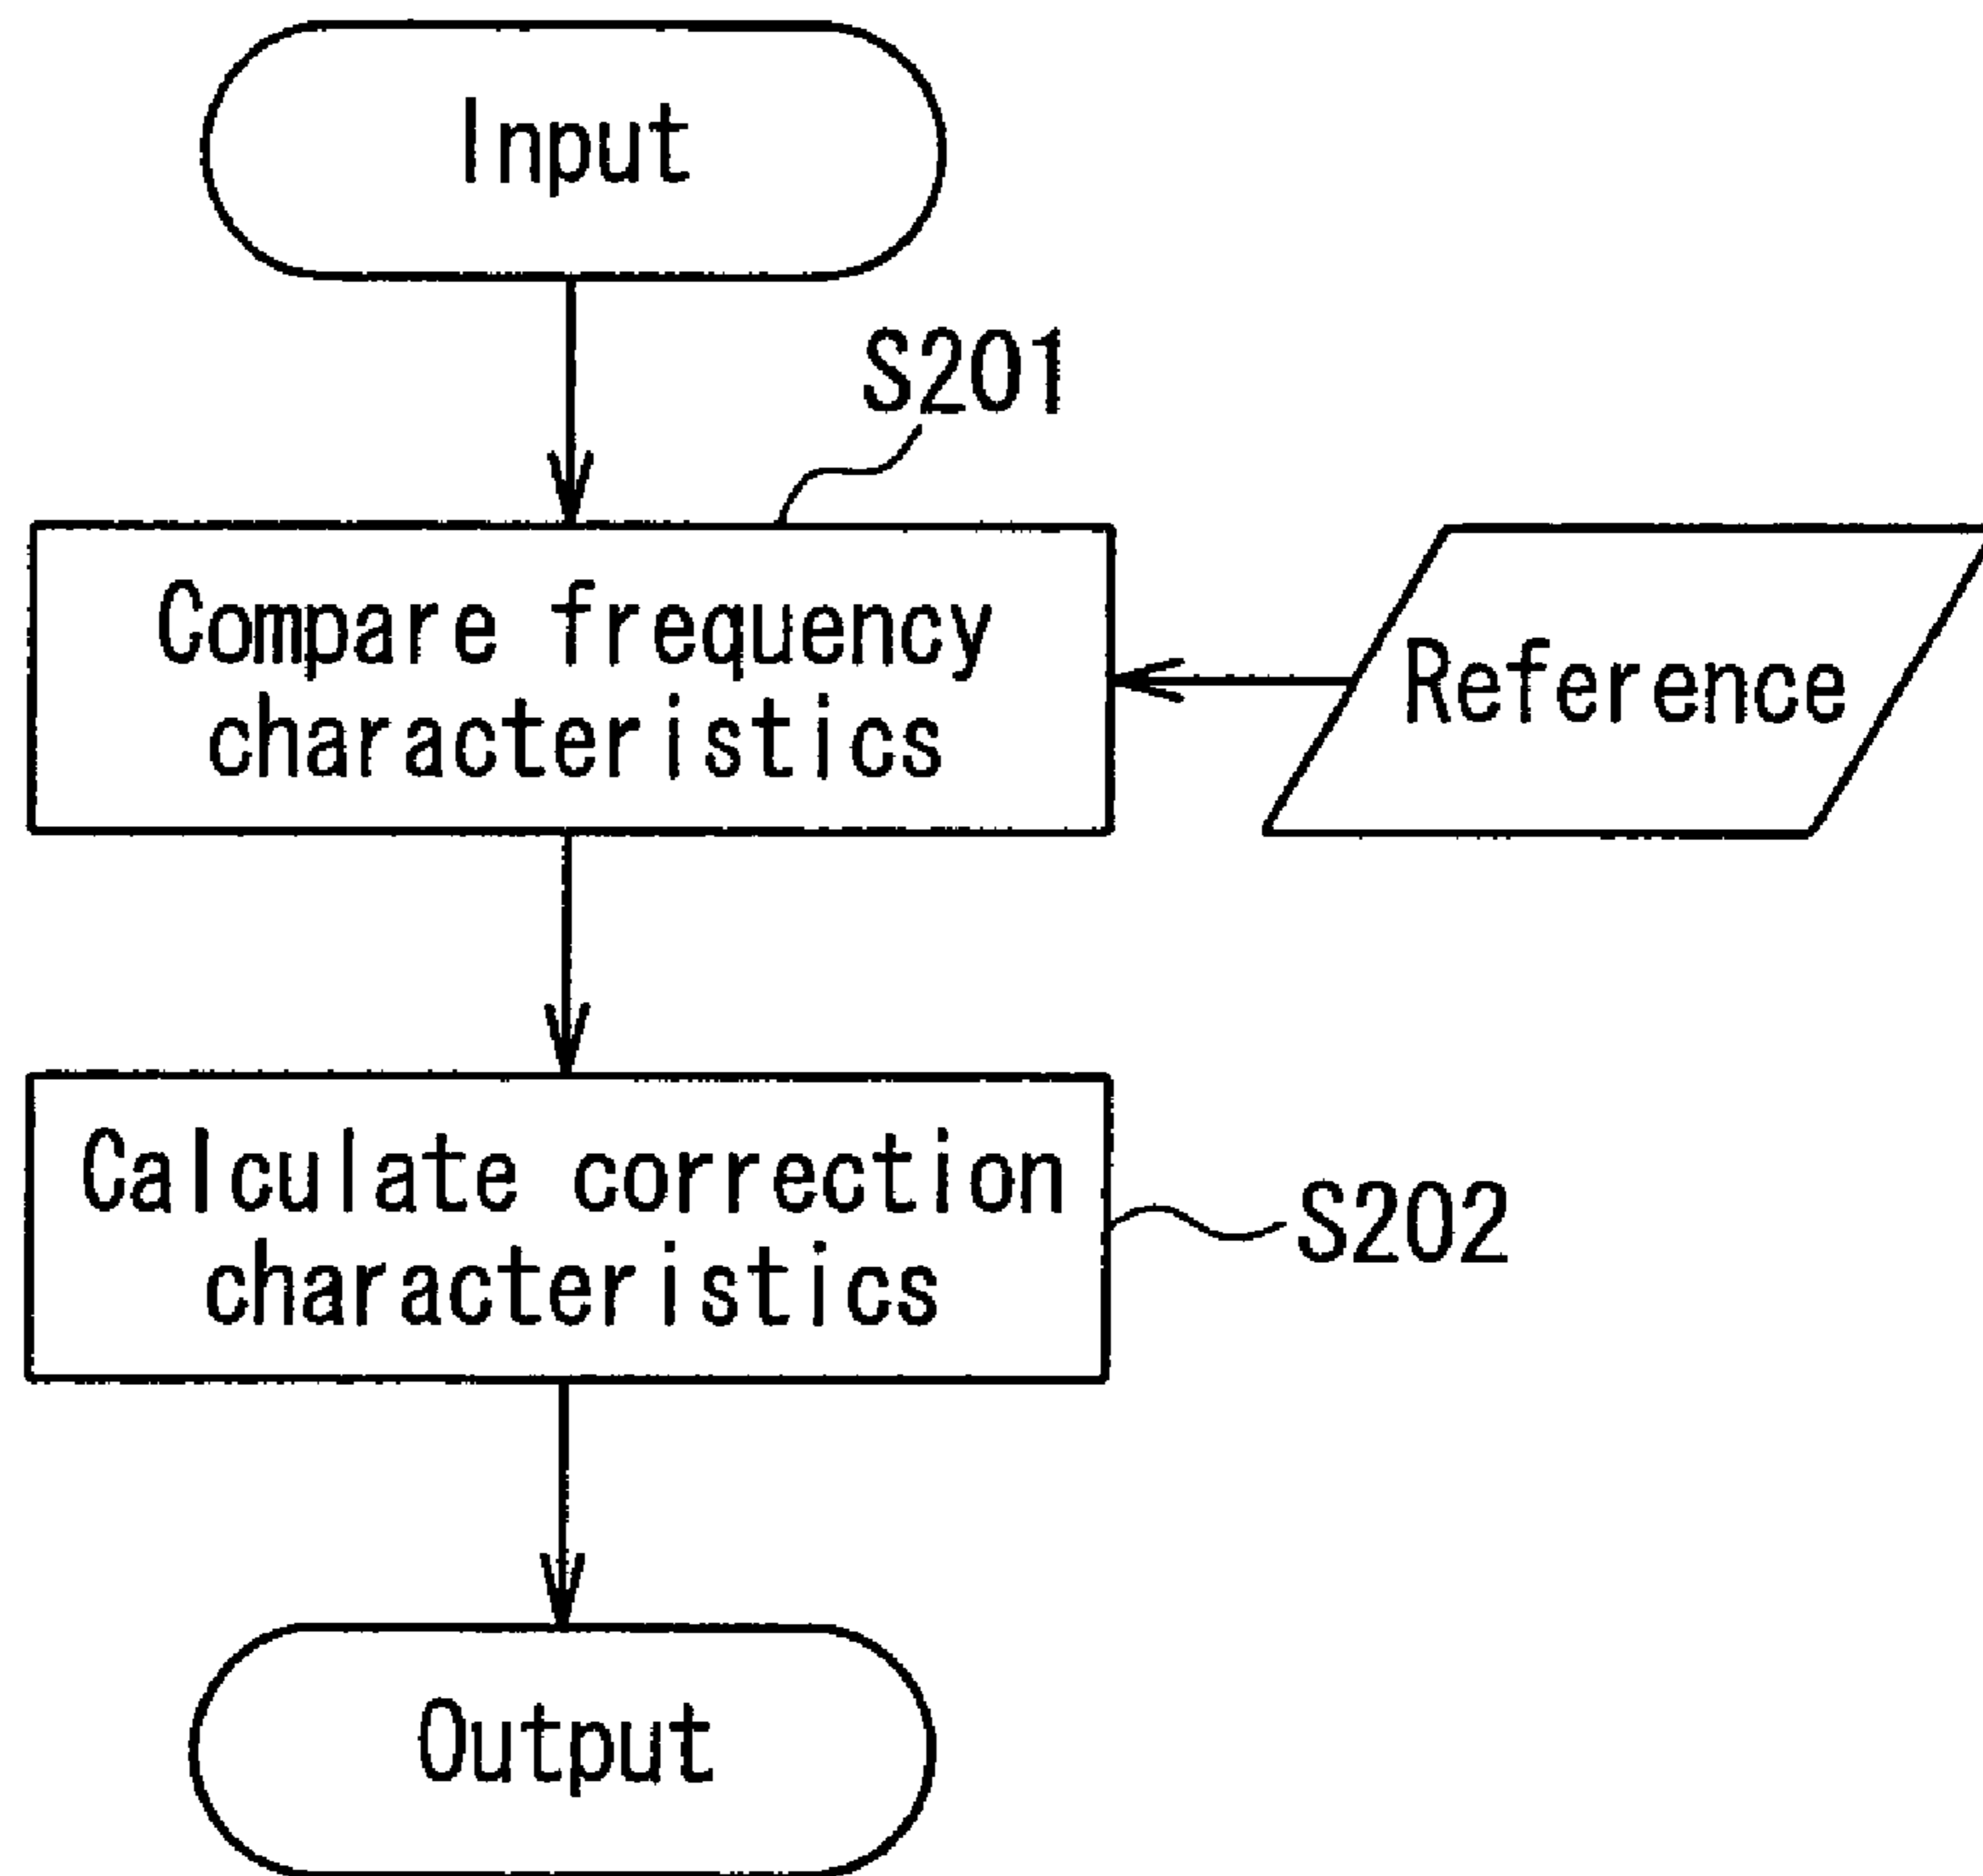 Input
S201
Compare frequency
characteristics
Reference
Calculate correction
characteristics
S202
Output